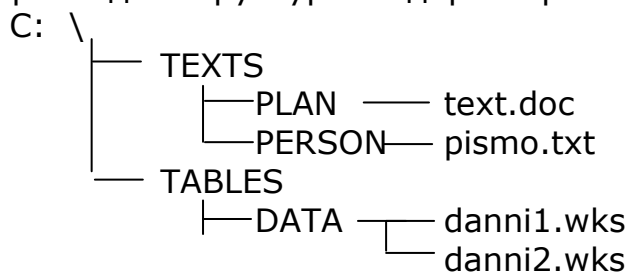 C: \
TEXTS
PLAN text.doc
PERSON pismo.txt
TABLES
DATA danni1.wks
danni2.wks